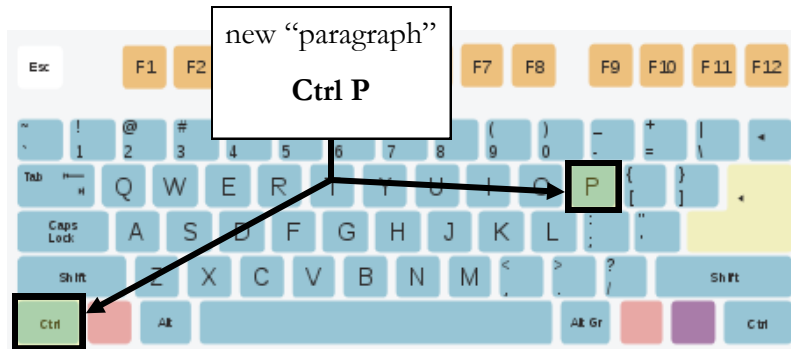 new “paragraph”
Ctrl P
Esc F1 F2 F7 F8 F9 F10 F11 F12
~ ! @ # ( ) _ + |
` 1 2 3 4 5 6 7 8 9 0 - = \
Tab Q W E R T Y U I O P { }
[ ]
Caps Lock A S D F G H J K L : "
; '
Shift Z X C V B N M < > ? Shift
, . /
Ctrl Alt Alt Gr Ctrl